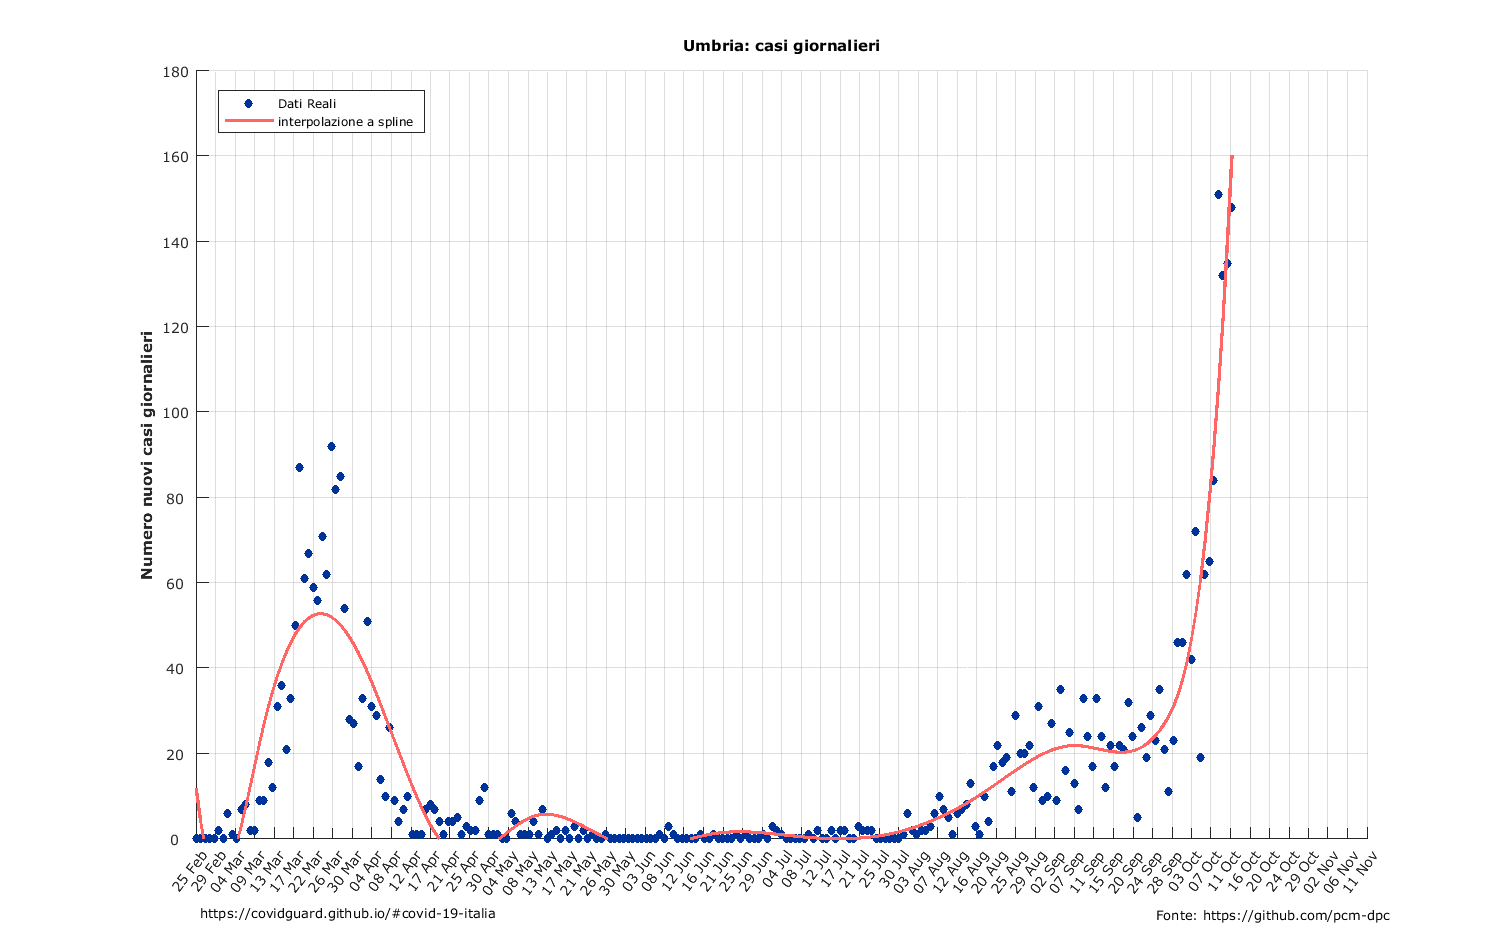 Umbria: casi giornalieri
Dati Reali
interpolazione a spline
Numero nuovi casi giornalieri
180
160
140
120
100
80
60
40
20
0
25 Feb
29 Feb
04 Mar
09 Mar
13 Mar
17 Mar
22 Mar
26 Mar
30 Mar
04 Apr
08 Apr
12 Apr
17 Apr
21 Apr
25 Apr
30 Apr
04 May
08 May
13 May
17 May
21 May
26 May
30 May
03 Jun
08 Jun
12 Jun
16 Jun
21 Jun
25 Jun
29 Jun
04 Jul
08 Jul
12 Jul
17 Jul
21 Jul
25 Jul
30 Jul
03 Aug
07 Aug
12 Aug
16 Aug
20 Aug
25 Aug
29 Aug
02 Sep
07 Sep
11 Sep
15 Sep
20 Sep
24 Sep
28 Sep
03 Oct
07 Oct
11 Oct
16 Oct
20 Oct
24 Oct
29 Oct
02 Nov
06 Nov
11 Nov
https://covidguard.github.io/#covid-19-italia
Fonte: https://github.com/pcm-dpc